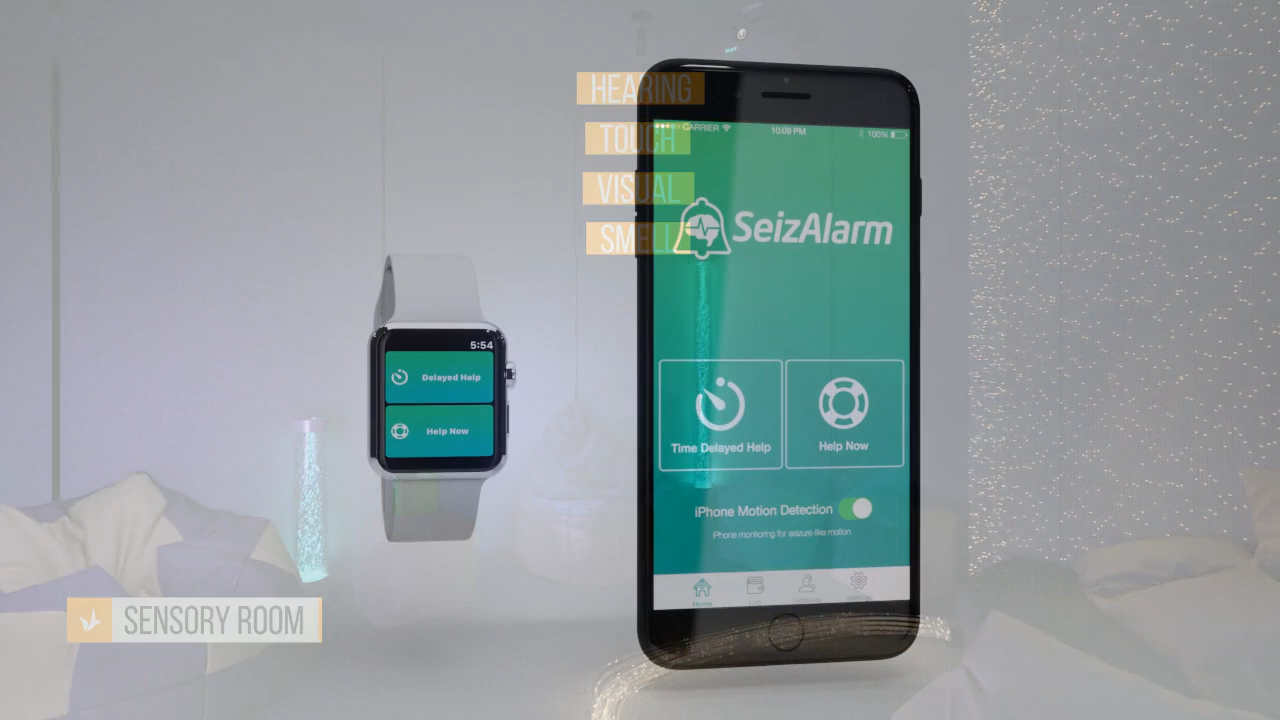 HEARING
TOUCH
VISUAL
SMELL
CARRIER
10:09 PM
100%
SeizAlarm
Time Delayed Help
Help Now
iPhone Motion Detection
iPhone monitoring for seizure-like motion
Home
5:54
Delayed Help
Help Now
SENSORY ROOM